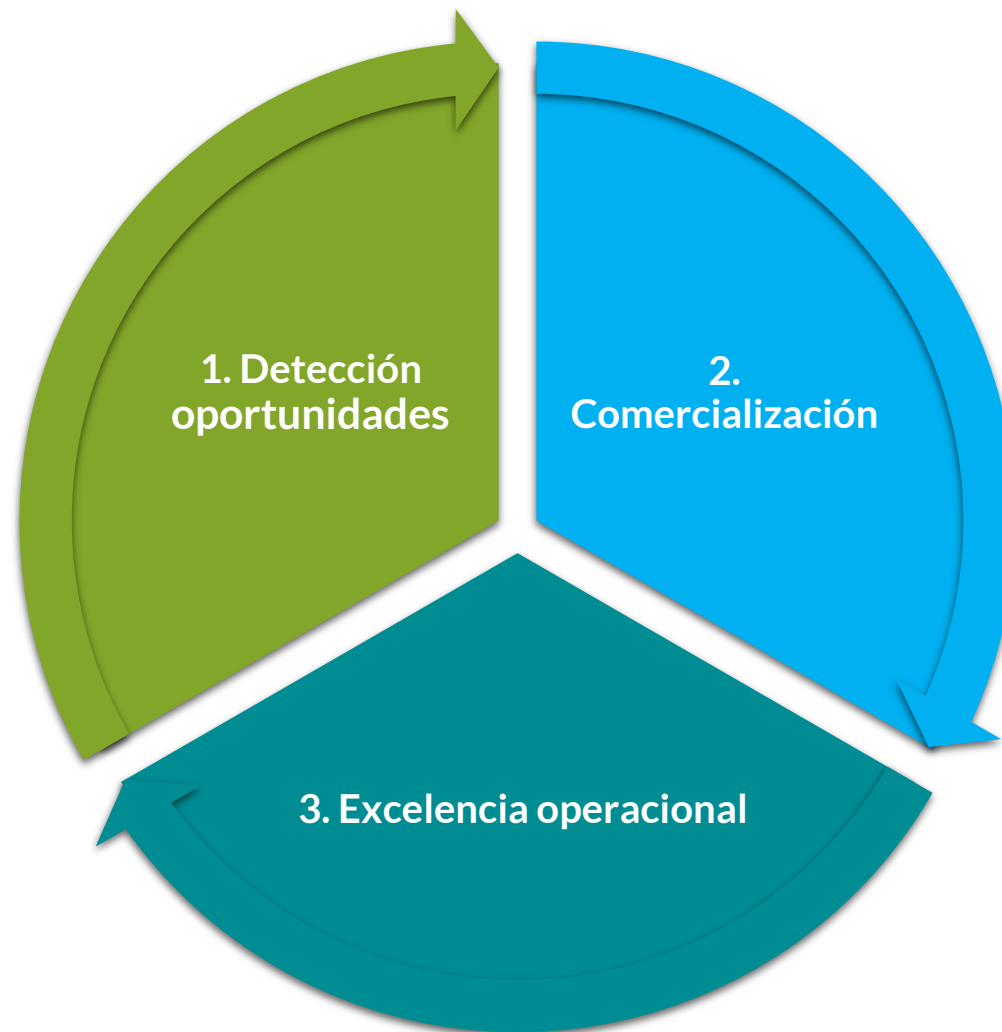 1. Detección
oportunidades
2.
Comercialización
3. Excelencia operacional